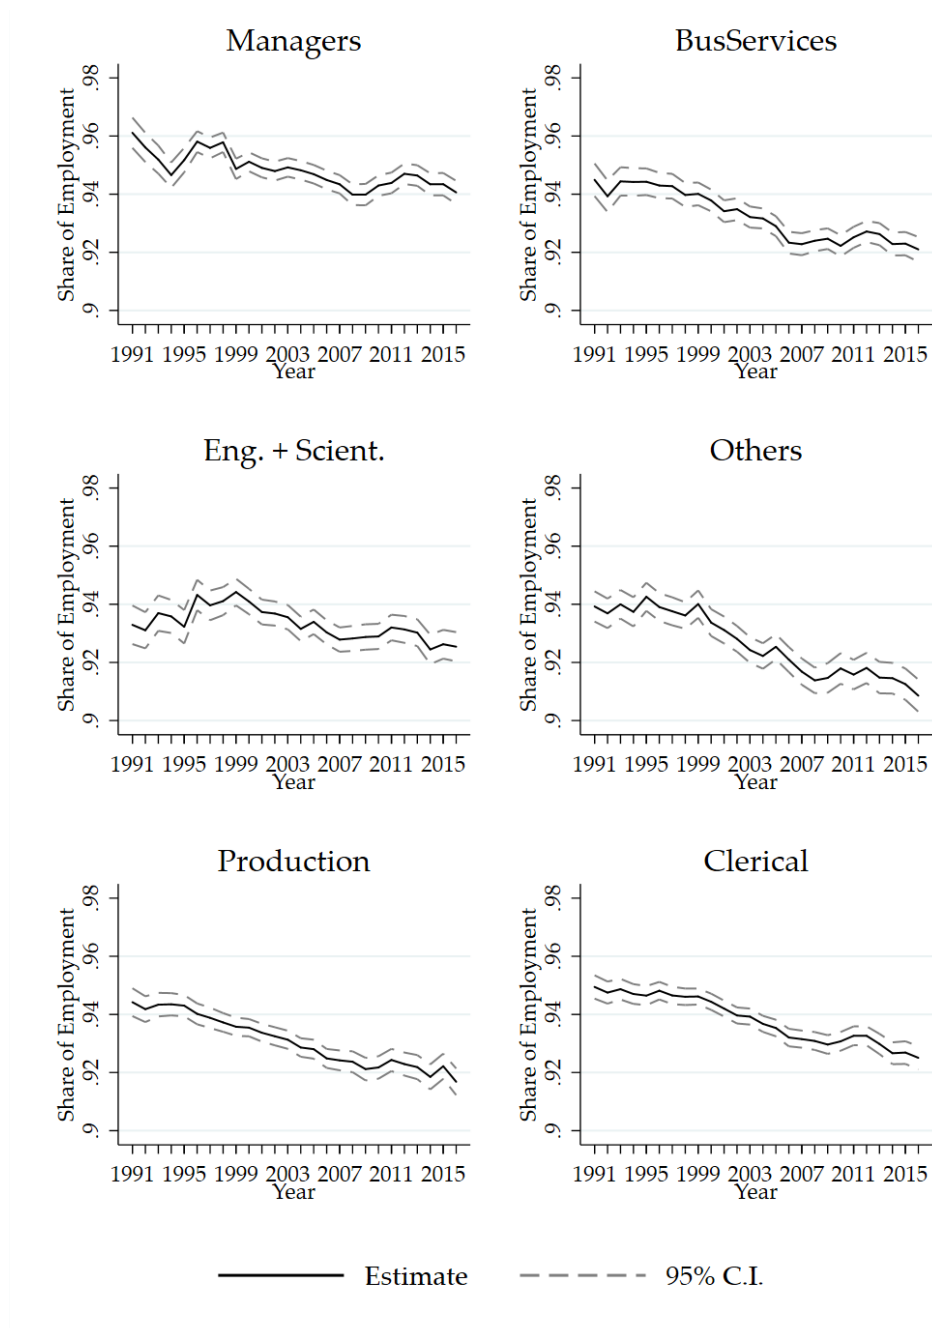 Managers
Share of Employment
.9 .92 .94 .96 .98
1991 1995 1999 2003 2007 2011 2015
Year
BusServices
Share of Employment
.9 .92 .94 .96 .98
1991 1995 1999 2003 2007 2011 2015
Year
Eng. + Scient.
Share of Employment
.9 .92 .94 .96 .98
1991 1995 1999 2003 2007 2011 2015
Year
Others
Share of Employment
.9 .92 .94 .96 .98
1991 1995 1999 2003 2007 2011 2015
Year
Production
Share of Employment
.9 .92 .94 .96 .98
1991 1995 1999 2003 2007 2011 2015
Year
Clerical
Share of Employment
.9 .92 .94 .96 .98
1991 1995 1999 2003 2007 2011 2015
Year
Estimate 95% C.I.